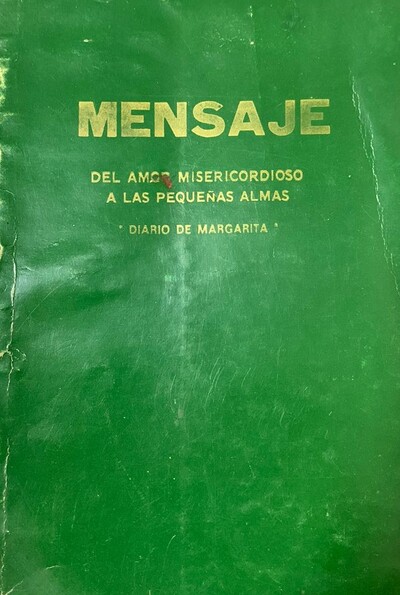 MENSAJE
DEL AMOR MISERICORDIOSO
A LAS PEQUEÑAS ALMAS
" DIARIO DE MARGARITA "